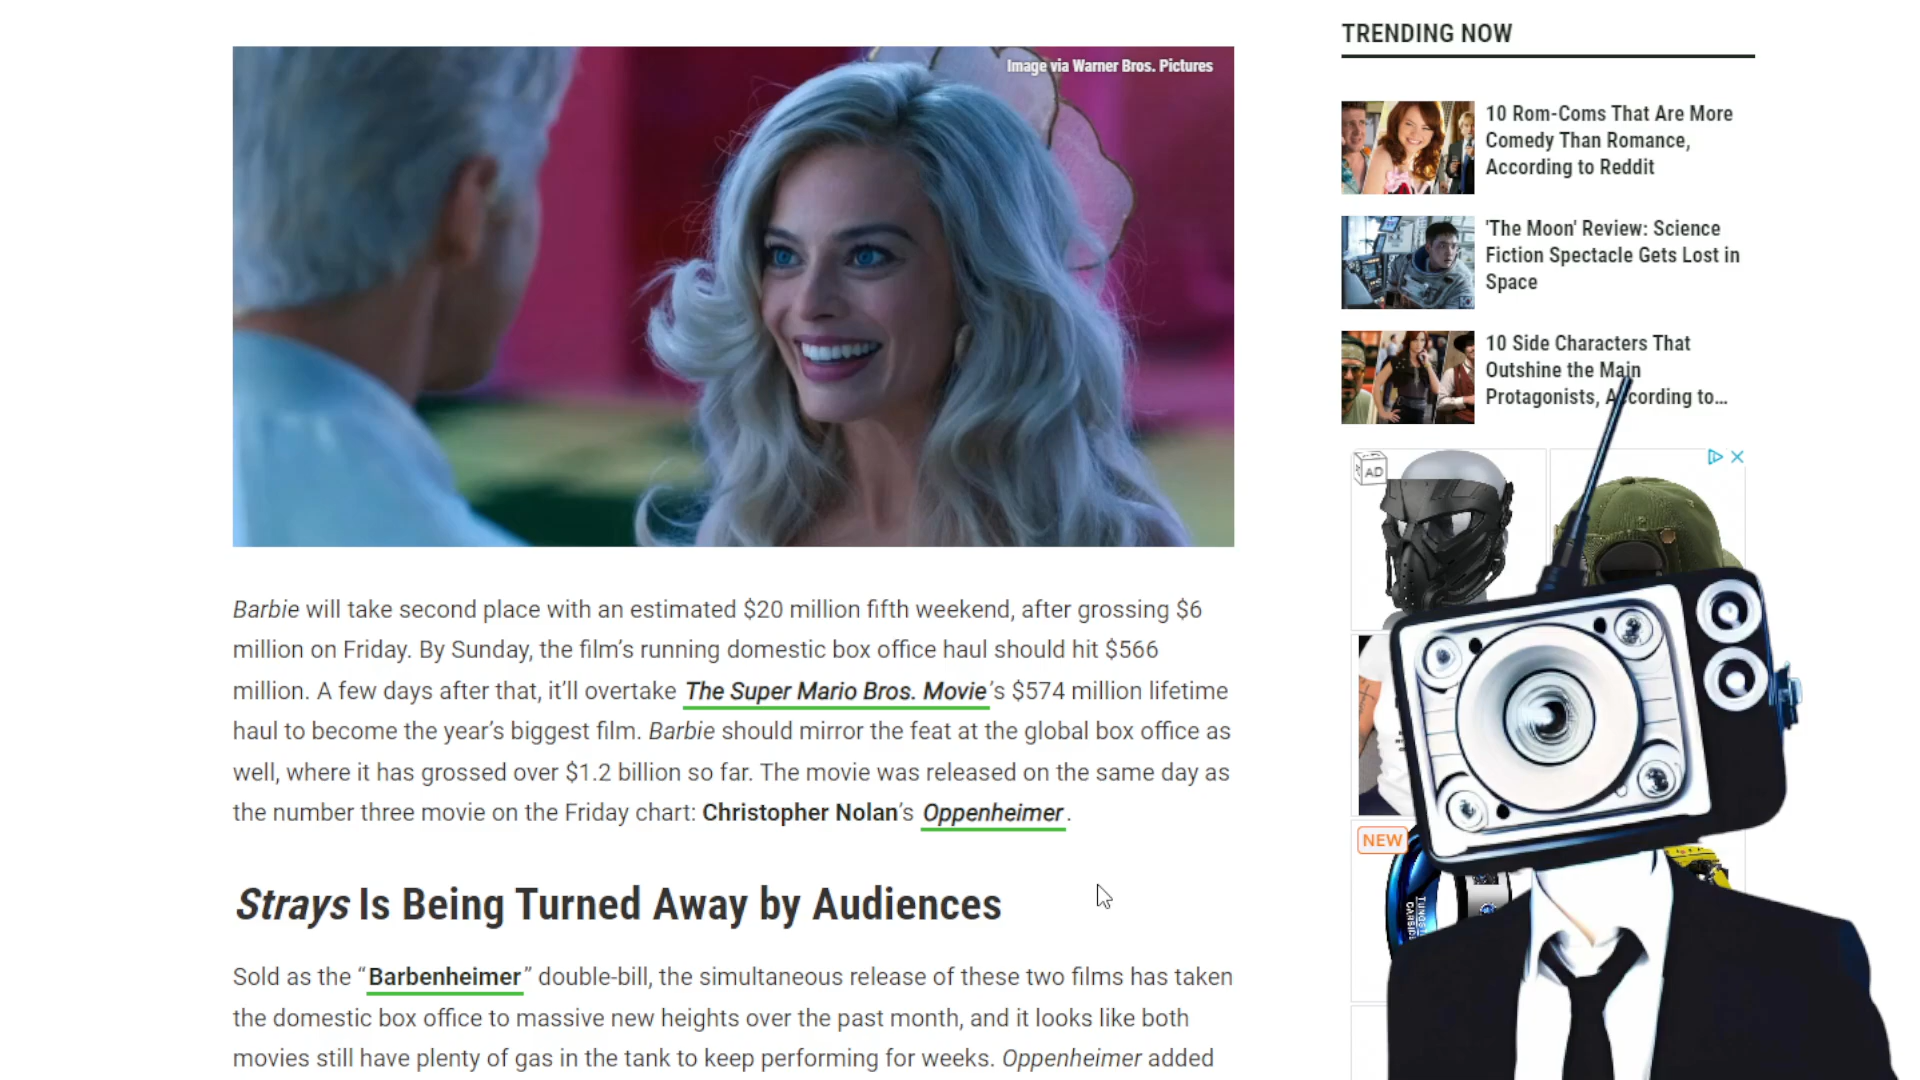 Image via Warner Bros. Pictures
Barbie will take second place with an estimated $20 million fifth weekend, after grossing $6
million on Friday. By Sunday, the film’s running domestic box office haul should hit $566
million. A few days after that, it’ll overtake The Super Mario Bros. Movie’s $574 million lifetime
haul to become the year’s biggest film. Barbie should mirror the feat at the global box office as
well, where it has grossed over $1.2 billion so far. The movie was released on the same day as
the number three movie on the Friday chart: Christopher Nolan’s Oppenheimer.
Strays Is Being Turned Away by Audiences
Sold as the “Barbenheimer” double-bill, the simultaneous release of these two films has taken
the domestic box office to massive new heights over the past month, and it looks like both
movies still have plenty of gas in the tank to keep performing for weeks. Oppenheimer added
TRENDING NOW
10 Rom-Coms That Are More
Comedy Than Romance,
According to Reddit
'The Moon' Review: Science
Fiction Spectacle Gets Lost in
Space
10 Side Characters That
Outshine the Main
Protagonists, According to...
AD
NEW